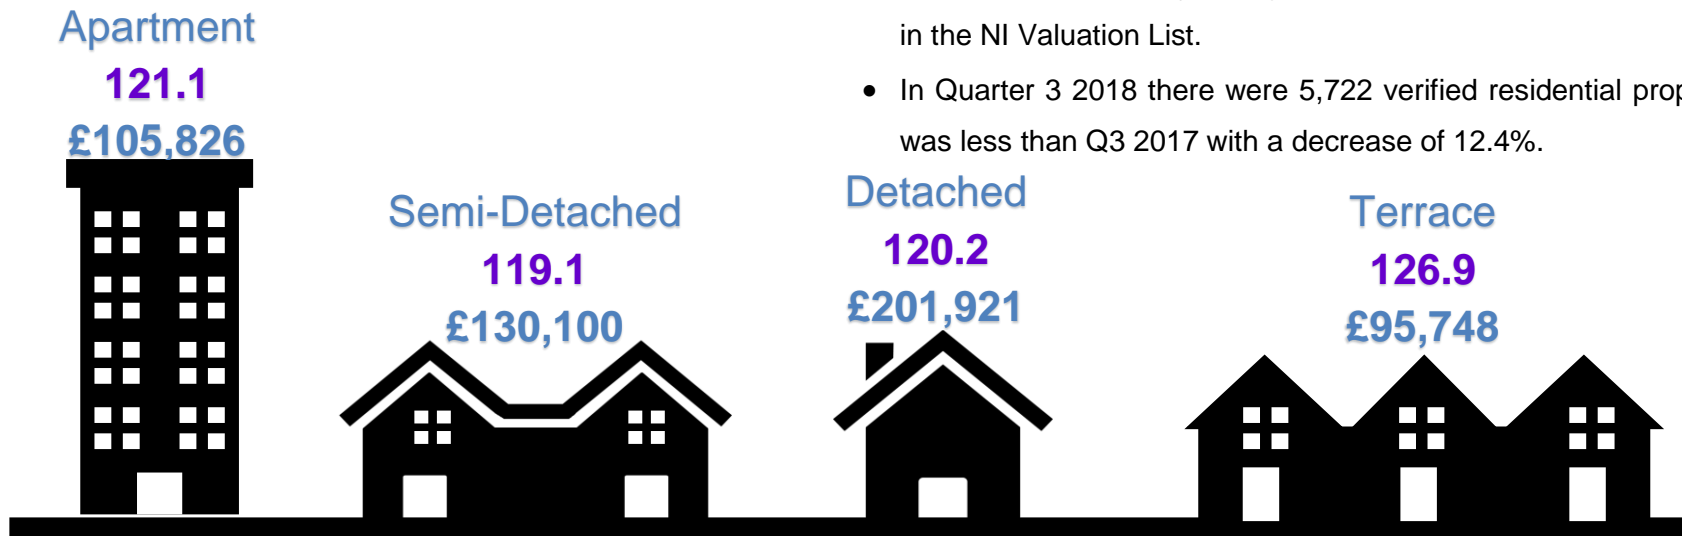 in the NI Valuation List.
• In Quarter 3 2018 there were 5,722 verified residential
was less than Q3 2017 with a decrease of 12.4%.
Apartment
121.1
£105,826
Semi-Detached
119.1
£130,100
Detached
120.2
£201,921
Terrace
126.9
£95,748